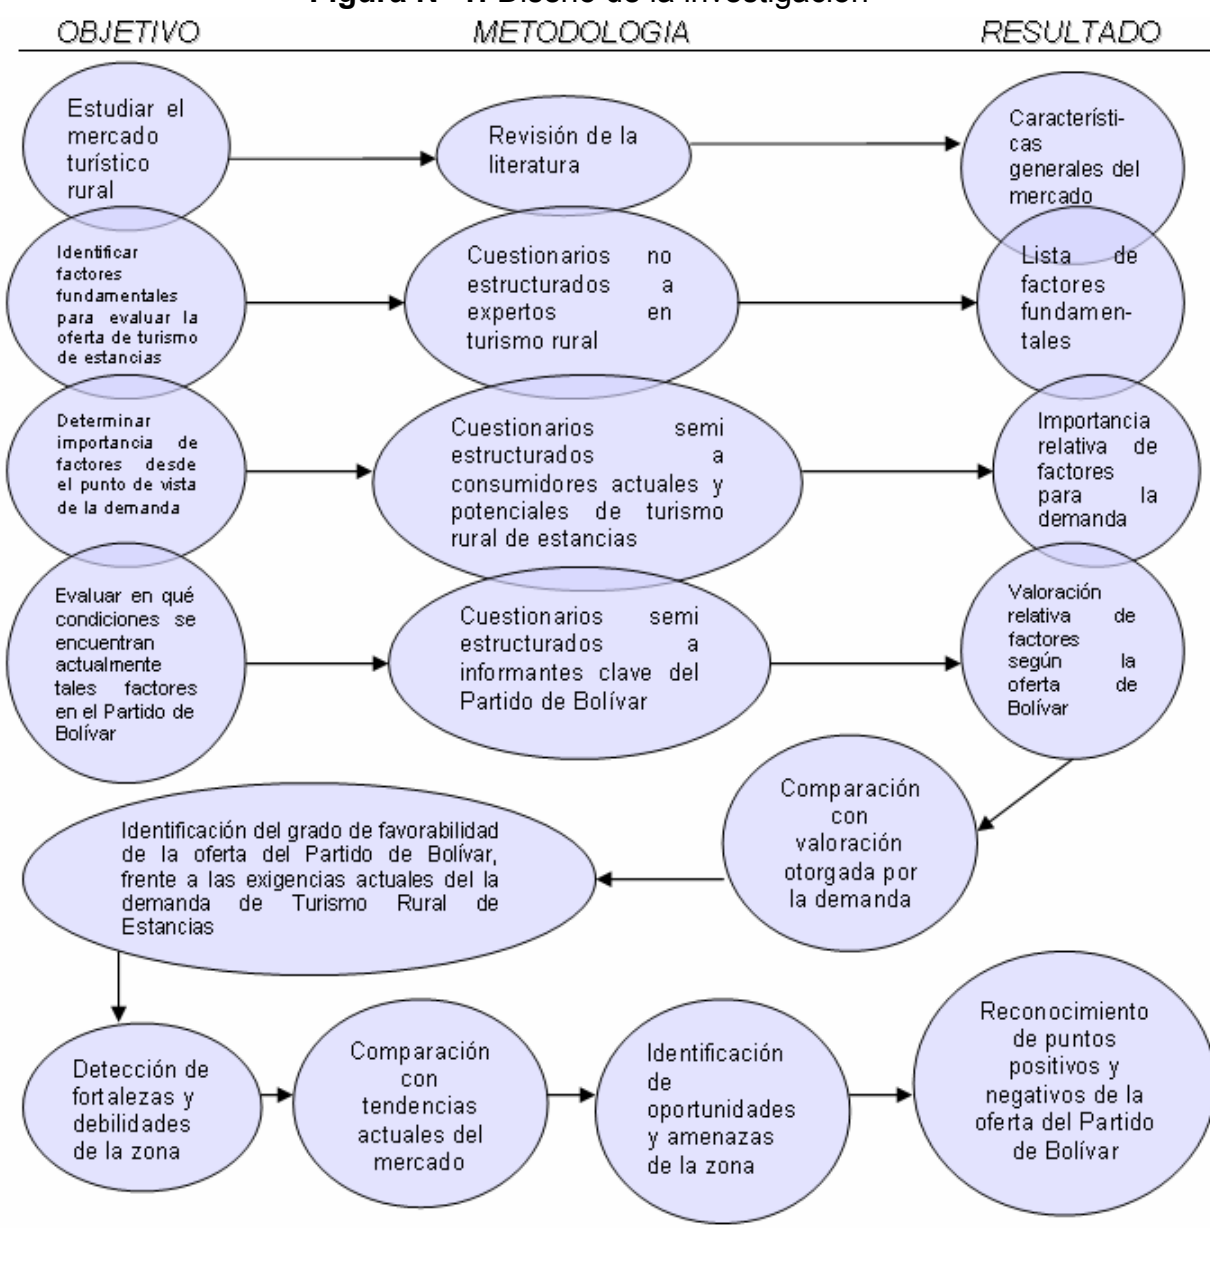 Diseño de la investigación
OBJETIVO
METODOLOGIA
RESULTADO
Estudiar el
mercado
turístico
rural
Revisión de la
literatura
Característi-
cas
generales del
mercado
Identificar
factores
fundamentales
para evaluar la
oferta de turismo
de estancias
Cuestionarios no
estructurados a
expertos en
turismo rural
Lista de
factores
fundamen-
tales
Determinar
importancia de
factores desde
el punto de vista
de la demanda
Cuestionarios semi
estructurados a
consumidores actuales y
potenciales de turismo
rural de estancias
Importancia
relativa de
factores
para la
demanda
Evaluar en qué
condiciones se
encuentran
actualmente
tales factores
en el Partido de
Bolívar
Cuestionarios semi
estructurados a
informantes clave del
Partido de Bolívar
Valoración
relativa de
factores
según la
oferta de
Bolívar
Comparación
con
valoración
otorgada por
la demanda
Identificación del grado de favorabilidad
de la oferta del Partido de Bolívar,
frente a las exigencias actuales del la
demanda de Turismo Rural de
Estancias
Detección de
fortalezas y
debilidades
de la zona
Comparación
con
tendencias
actuales del
mercado
Identificación
de
oportunidades
y amenazas
de la zona
Reconocimiento
de puntos
positivos y
negativos de la
oferta del Partido
de Bolívar